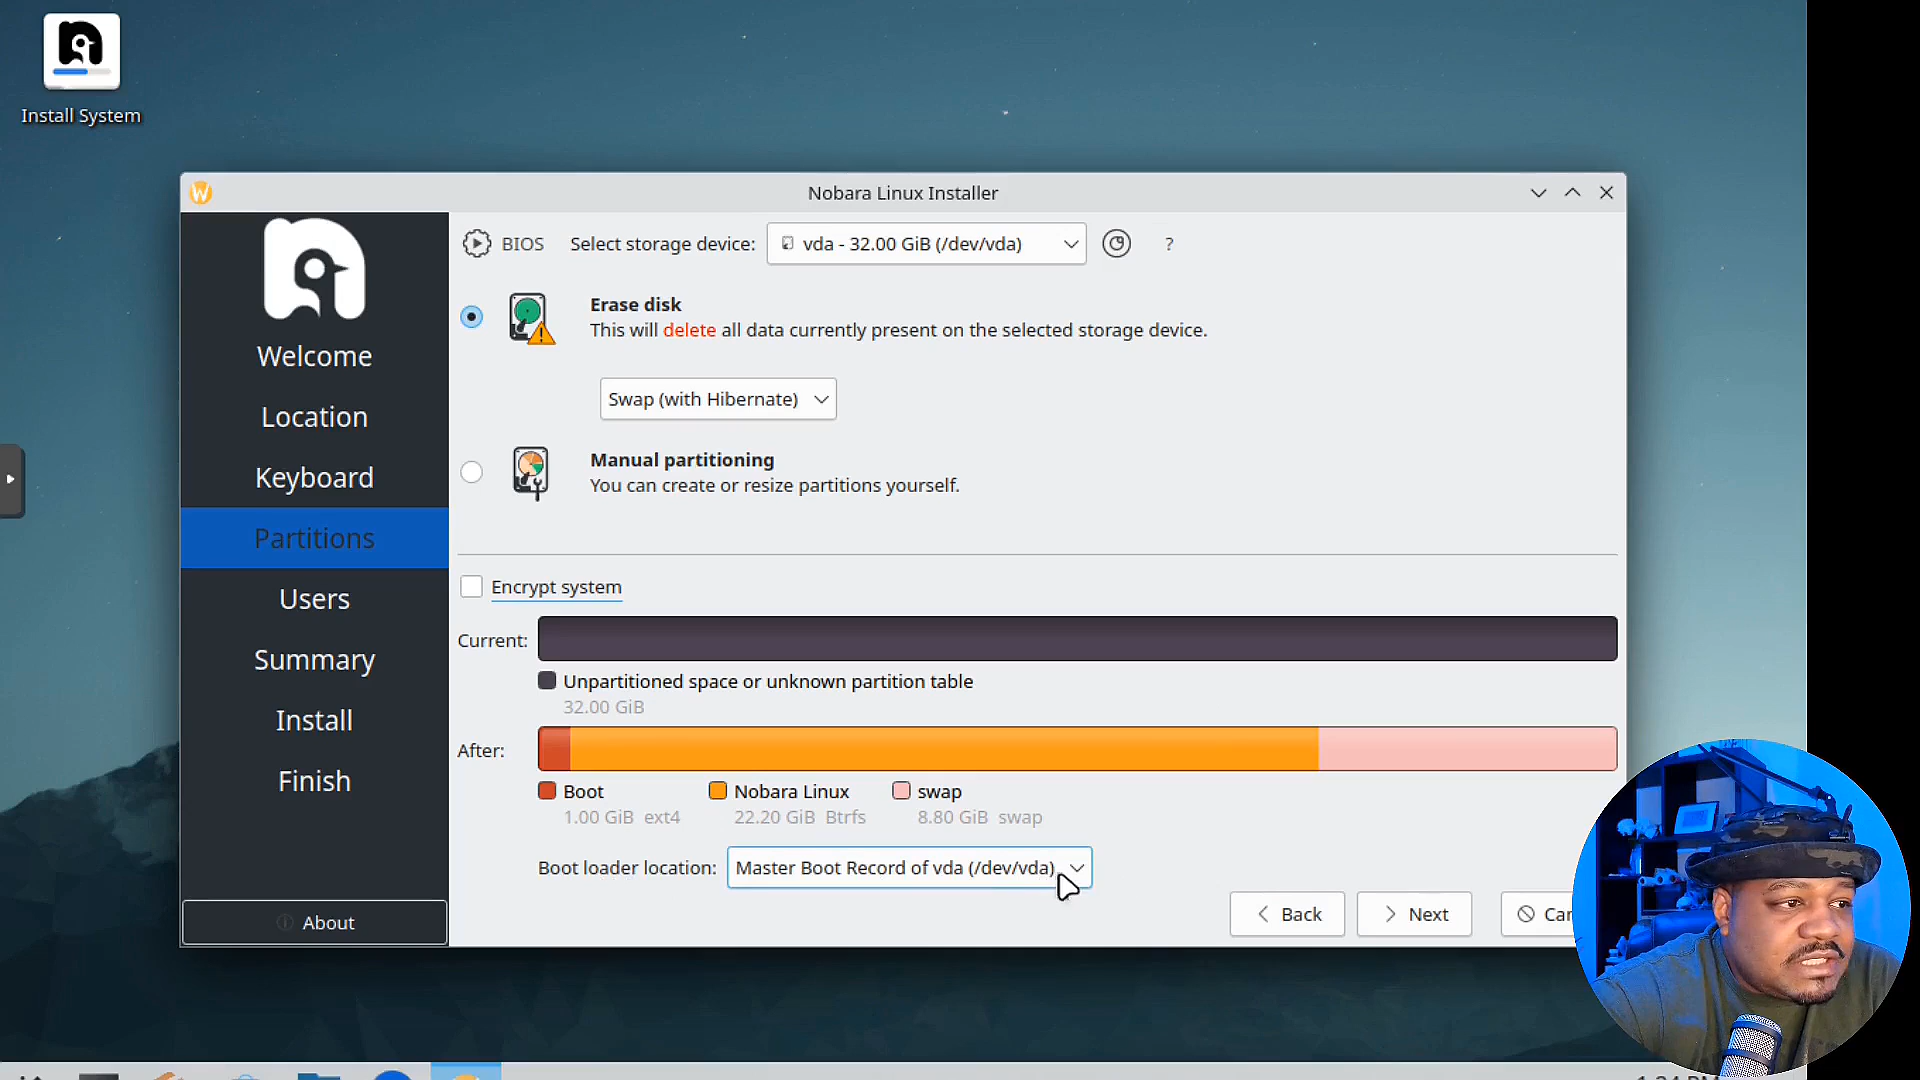 Install System
Nobara Linux Installer
BIOS
Select storage device:
vda - 32.00 GiB (/dev/vda)
?
Welcome
Location
Keyboard
Partitions
Users
Summary
Install
Finish
About
Erase disk
This will delete all data currently present on the selected storage device.
Swap (with Hibernate)
Manual partitioning
You can create or resize partitions yourself.
Encrypt system
Current:
Unpartitioned space or unknown partition table
32.00 GiB
After:
Boot
1.00 GiB ext4
Nobara Linux
22.20 GiB Btrfs
swap
8.80 GiB swap
Boot loader location:
Master Boot Record of vda (/dev/vda)
Back
Next